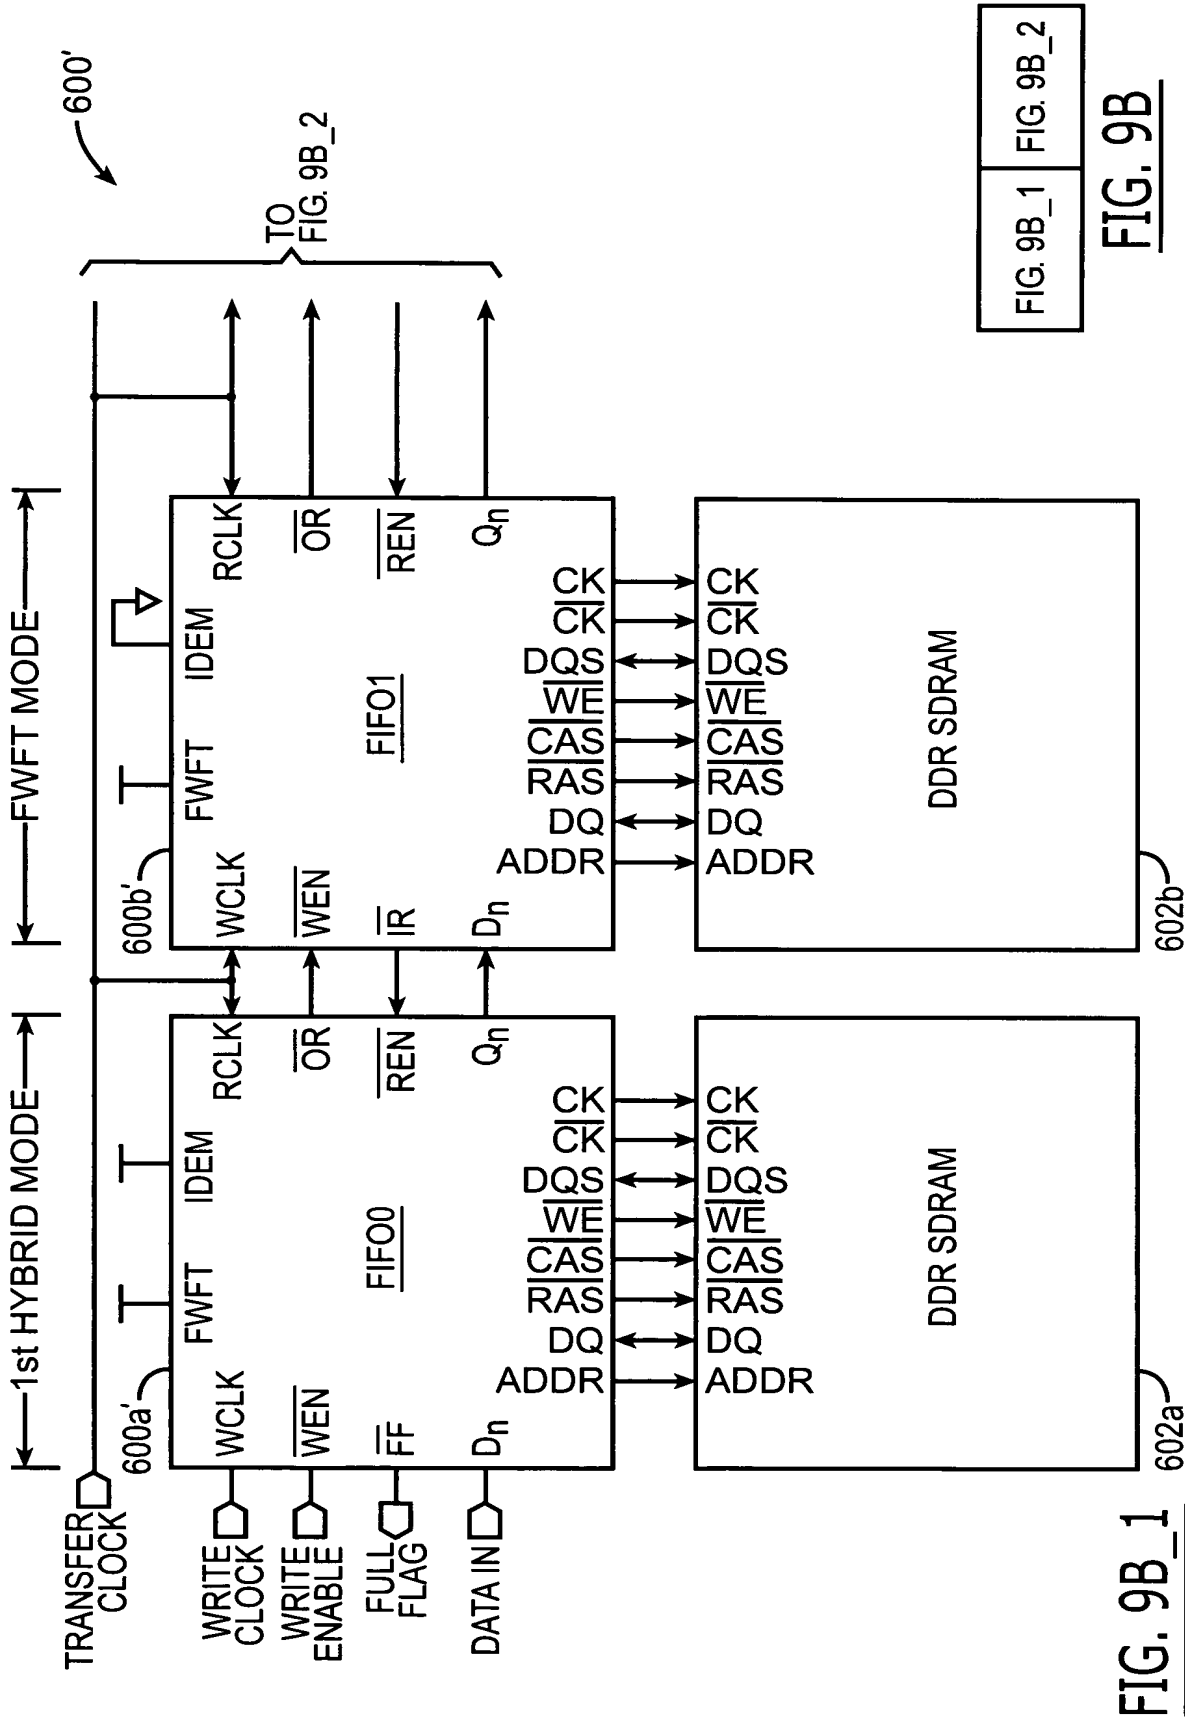 600'
1st HYBRID MODE
FWFT MODE
TRANSFER
CLOCK
TO
FIG. 9B_2
600a'
FWFT
IDEM
WCLK
RCLK
WRITE
CLOCK
WEN
OR
WRITE
ENABLE
FIFO0
FF
REN
FULL
FLAG
Dn
Qn
DATA IN
ADDR
DQ
RAS
CAS
WE
DQS
CK
CK
600b'
FWFT
IDEM
WCLK
RCLK
WEN
OR
FIFO1
IR
REN
Dn
Qn
ADDR
DQ
RAS
CAS
WE
DQS
CK
CK
ADDR
DQ
RAS
CAS
WE
DQS
CK
CK
DDR SDRAM
602a
ADDR
DQ
RAS
CAS
WE
DQS
CK
CK
DDR SDRAM
602b
FIG. 9B_1
FIG. 9B_1
FIG. 9B_2
FIG. 9B